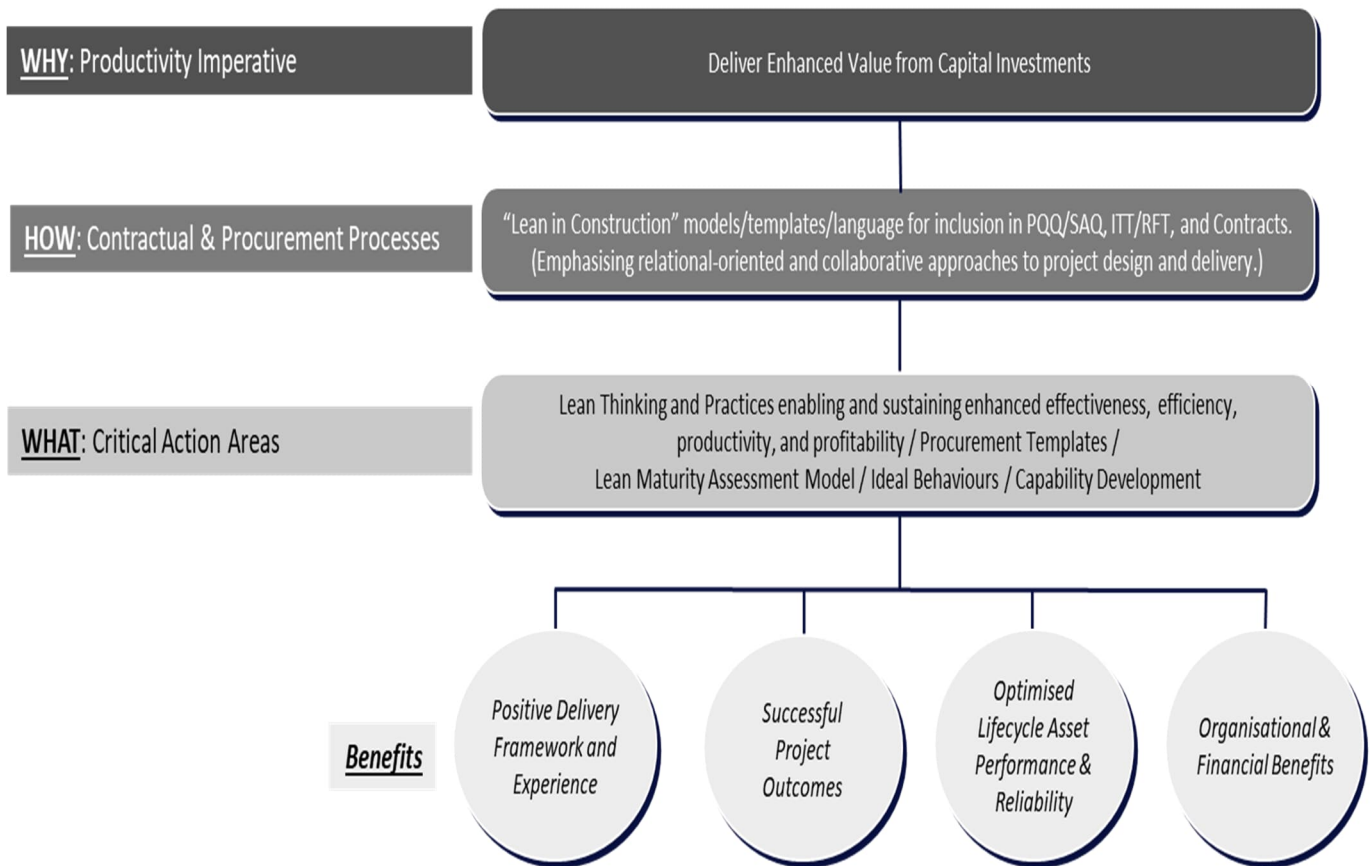 WHY: Productivity Imperative
Deliver Enhanced Value from Capital Investments
HOW: Contractual & Procurement Processes
“Lean in Construction” models/templates/language for inclusion in PQQ/SAQ, ITT/RFT, and Contracts.
(Emphasising relational-oriented and collaborative approaches to project design and delivery.)
WHAT: Critical Action Areas
Lean Thinking and Practices enabling and sustaining enhanced effectiveness, efficiency,
productivity, and profitability / Procurement Templates /
Lean Maturity Assessment Model / Ideal Behaviours / Capability Development
Benefits
Positive Delivery
Framework and
Experience
Successful
Project
Outcomes
Optimised
Lifecycle Asset
Performance &
Reliability
Organisational &
Financial Benefits